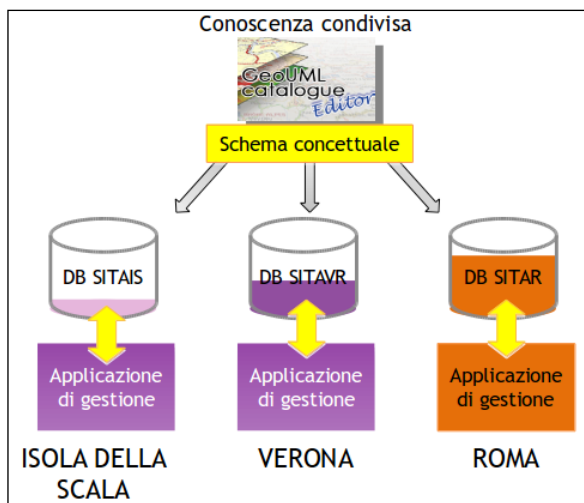 Conoscenza condivisa
GeoUML
catalogue
Editor
Schema concettuale
DB SITAIS
DB SITAVR
DB SITAR
Applicazione
di gestione
Applicazione
di gestione
Applicazione
di gestione
ISOLA DELLA
SCALA
VERONA
ROMA